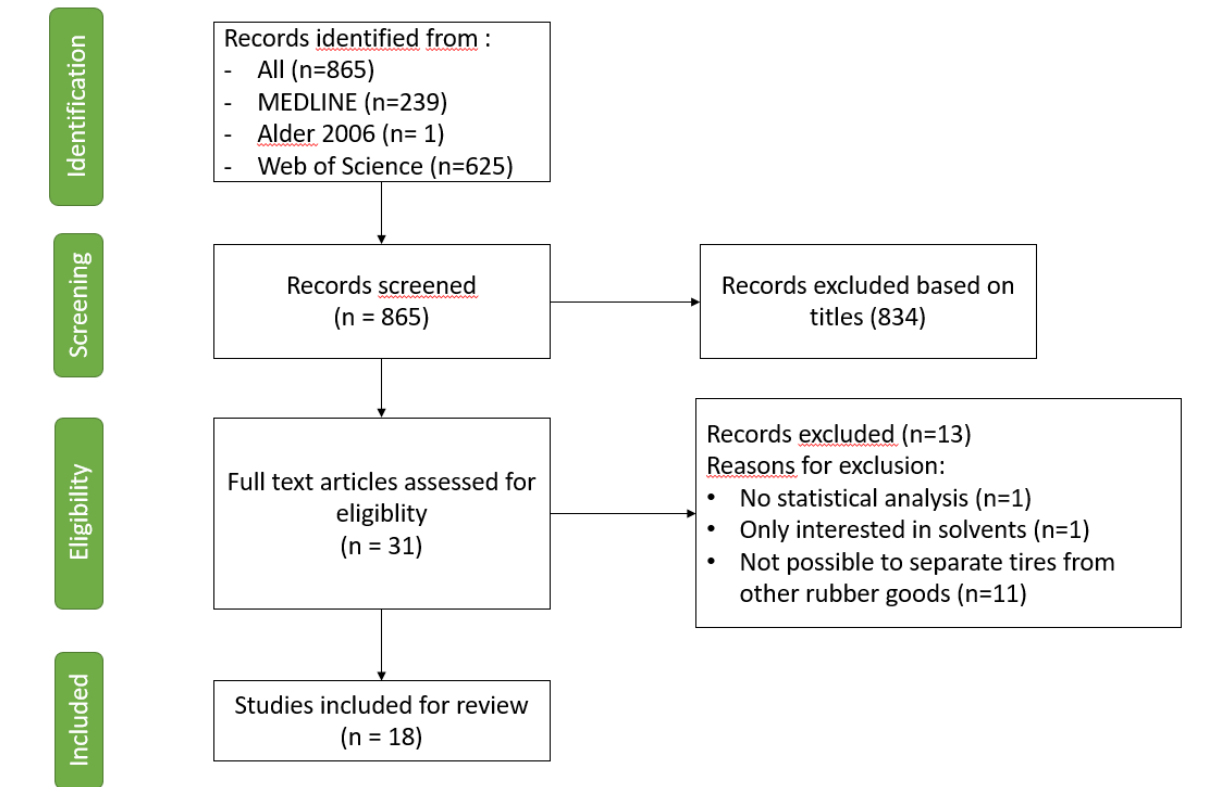 Identification
Records identified from :
- All (n=865)
- MEDLINE (n=239)
- Alder 2006 (n= 1)
- Web of Science (n=625)
Screening
Records screened
(n = 865)
Records excluded based on
titles (834)
Eligibility
Full text articles assessed for
eligiblity
(n = 31)
Records excluded (n=13)
Reasons for exclusion:
• No statistical analysis (n=1)
• Only interested in solvents (n=1)
• Not possible to separate tires from
other rubber goods (n=11)
Included
Studies included for review
(n = 18)